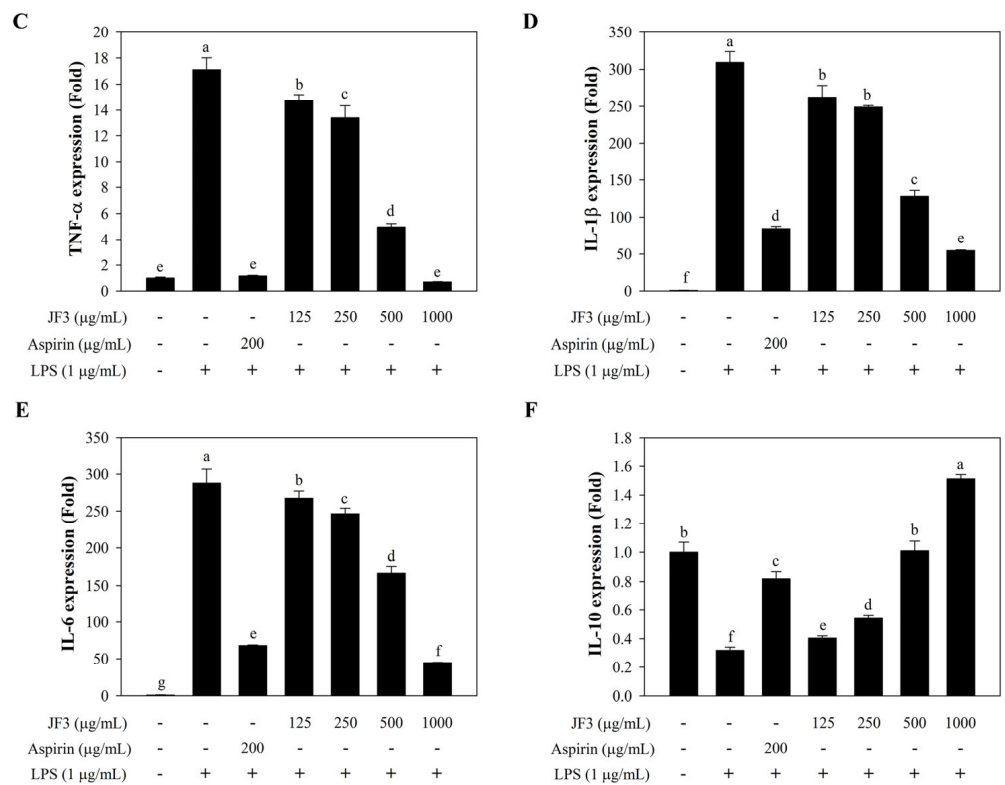 C
TNF-α expression (Fold)
20
18
16
14
12
10
8
6
4
2
0
e
a
e
b
c
d
e
JF3 (μg/mL) - - - 125 250 500 1000
Aspirin (μg/mL) - - 200 - - - -
LPS (1 μg/mL) - + + + + + +
D
IL-1β expression (Fold)
350
300
250
200
150
100
50
0
f
a
d
b
b
c
e
JF3 (μg/mL) - - - 125 250 500 1000
Aspirin (μg/mL) - - 200 - - - -
LPS (1 μg/mL) - + + + + + +
E
IL-6 expression (Fold)
350
300
250
200
150
100
50
0
g
a
e
b
c
d
f
JF3 (μg/mL) - - - 125 250 500 1000
Aspirin (μg/mL) - - 200 - - - -
LPS (1 μg/mL) - + + + + + +
F
IL-10 expression (Fold)
1.8
1.6
1.4
1.2
1.0
0.8
0.6
0.4
0.2
0.0
b
f
c
e
d
b
a
JF3 (μg/mL) - - - 125 250 500 1000
Aspirin (μg/mL) - - 200 - - - -
LPS (1 μg/mL) - + + + + + +